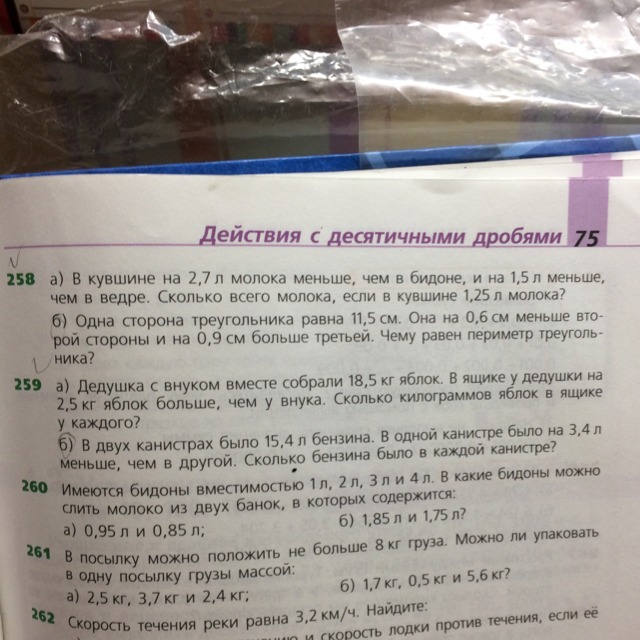 Действия с десятичными дробями 75
258 а) В кувшине на 2,7 л молока меньше, чем в бидоне, и на 1,5 л меньше,
чем в ведре. Сколько всего молока, если в кувшине 1,25 л молока?
б) Одна сторона треугольника равна 11,5 см. Она на 0,6 см меньше вто-
рой стороны и на 0,9 см больше третьей. Чему равен периметр треуголь-
ника?
259 а) Дедушка с внуком вместе собрали 18,5 кг яблок. В ящике у дедушки на
2,5 кг яблок больше, чем у внука. Сколько килограммов яблок в ящике
у каждого?
б) В двух канистрах было 15,4 л бензина. В одной канистре было на 3,4 л
меньше, чем в другой. Сколько бензина было в каждой канистре?
260 Имеются бидоны вместимостью 1 л, 2 л, 3 л и 4 л. В какие бидоны можно
слить молоко из двух банок, в которых содержится:
а) 0,95 л и 0,85 л; б) 1,85 л и 1,75 л?
261 В посылку можно положить не больше 8 кг груза. Можно ли упаковать
в одну посылку грузы массой:
а) 2,5 кг, 3,7 кг и 2,4 кг; б) 1,7 кг, 0,5 кг и 5,6 кг?
262 Скорость течения реки равна 3,2 км/ч. Найдите:
и скорость лодки против течения, если её